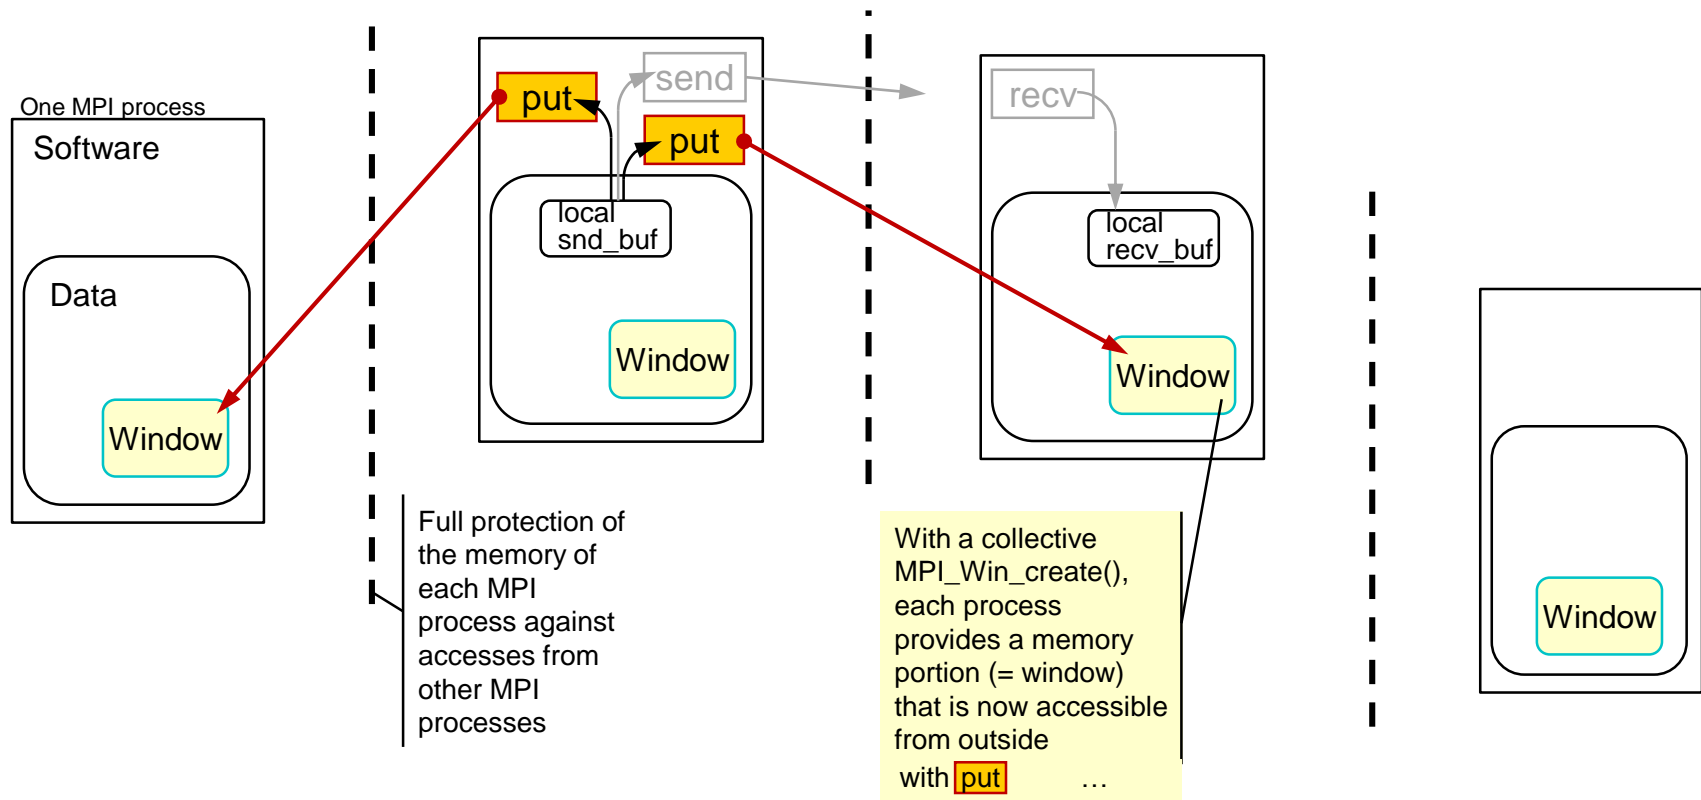 One MPI process
Software
Data
Window
put
send
put
local
snd_buf
Window
recv
local
recv_buf
Window
Window
Full protection of
the memory of
each MPI
process against
accesses from
other MPI
processes
With a collective
MPI_Win_create(),
each process
provides a memory
portion (= window)
that is now accessible
from outside
with put …